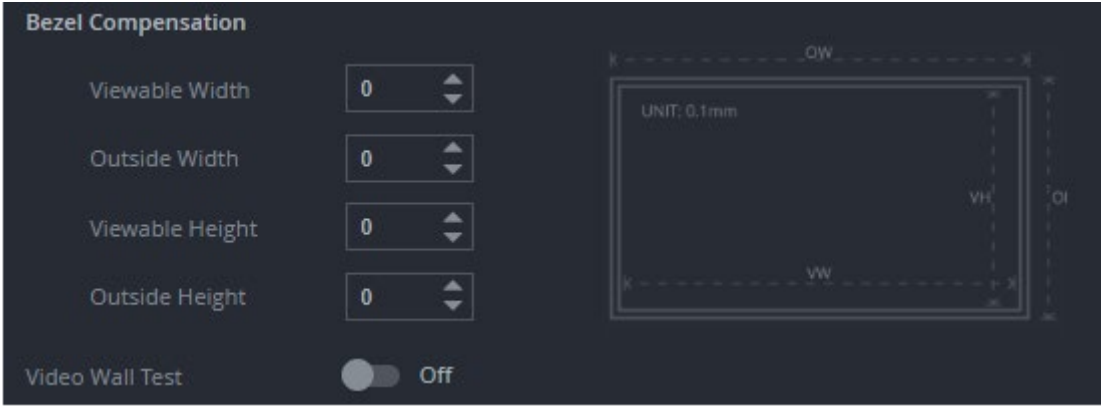 Bezel Compensation
Viewable Width 0
Outside Width 0
Viewable Height 0
Outside Height 0
Video Wall Test Off
OW
UNIT: 0.1mm
VH
VW